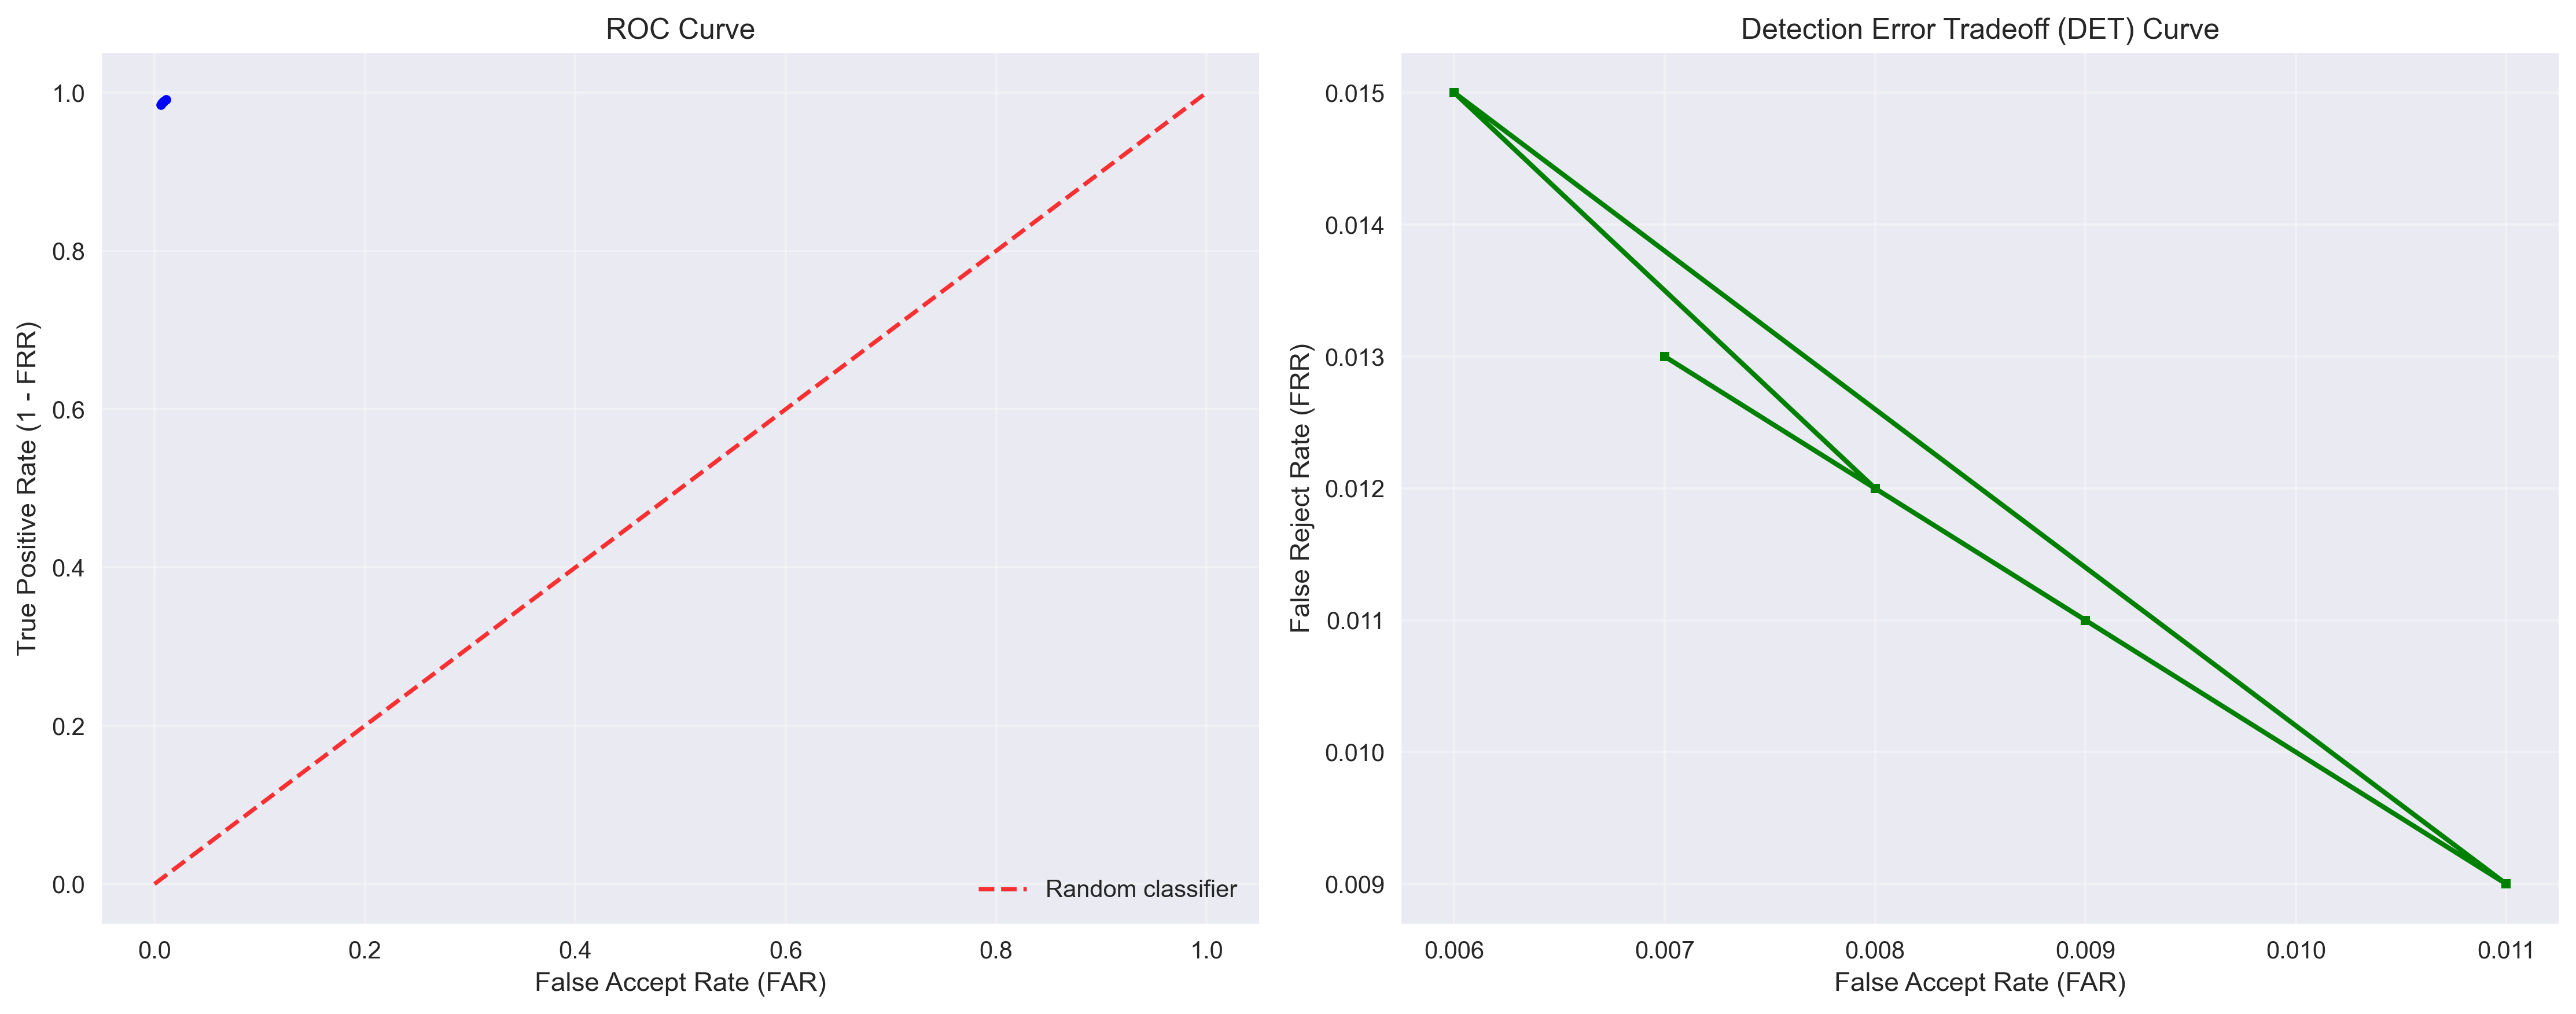 ROC Curve
True Positive Rate (1 - FRR)
1.0
0.8
0.6
0.4
0.2
0.0
Random classifier
0.0 0.2 0.4 0.6 0.8 1.0
False Accept Rate (FAR)
Detection Error Tradeoff (DET) Curve
False Reject Rate (FRR)
0.015
0.014
0.013
0.012
0.011
0.010
0.009
0.006 0.007 0.008 0.009 0.010 0.011
False Accept Rate (FAR)